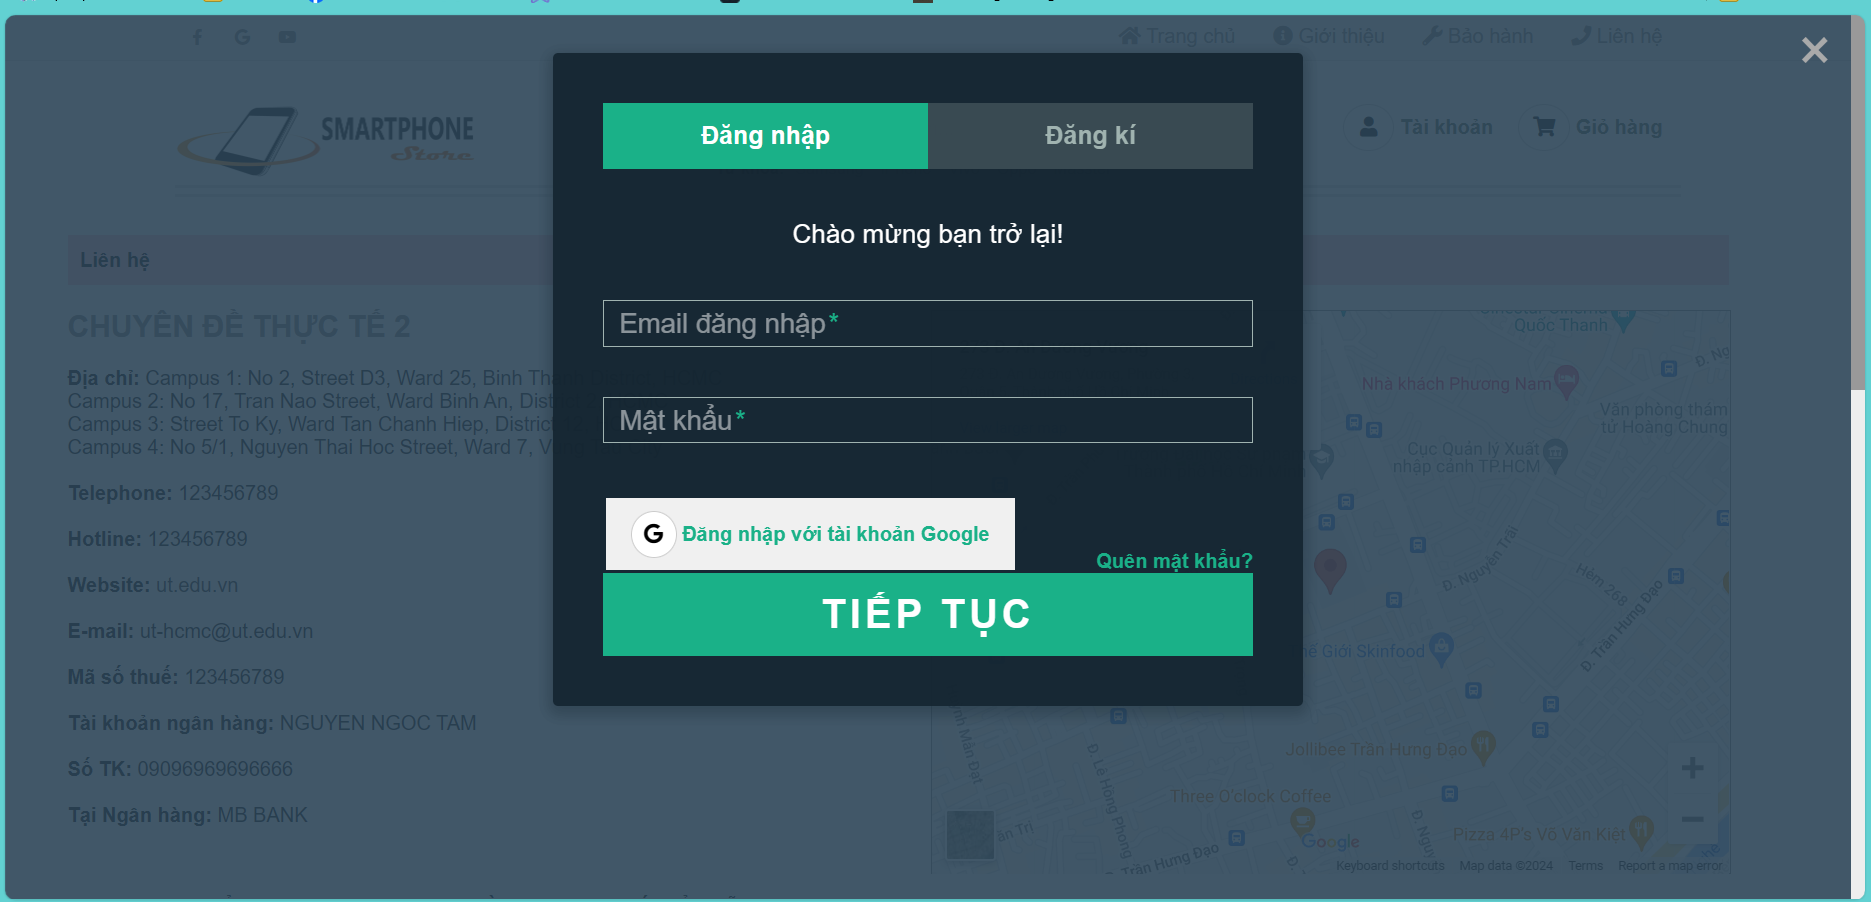 Trang chủ
Giới thiệu
Bảo hành
Liên hệ
SMARTPHONE
Store
Tài khoản
Giỏ hàng
Đăng nhập
Đăng kí
Chào mừng bạn trở lại!
Email đăng nhập*
Mật khẩu*
G Đăng nhập với tài khoản Google
Quên mật khẩu?
TIẾP TỤC
Liên hệ
CHUYÊN ĐỀ THỰC TẾ 2
Địa chỉ: Campus 1: No 2, Street D3, Ward 25, Binh
Campus 2: No 17, Tran Nao Street, Ward Binh An,
Campus 3: Street To Ky, Ward Tan Chanh Hiep,
Campus 4: No 5/1, Nguyen Thai Hoc Street, Ward 7,
Telephone: 123456789
Hotline: 123456789
Website: ut.edu.vn
E-mail: ut-hcmc@ut.edu.vn
Mã số thuế: 123456789
Tài khoản ngân hàng: NGUYEN NGOC TAM
Số TK: 09096969696666
Tại Ngân hàng: MB BANK
Quốc Thanh
Nhà khách Phương Nam
Văn phòng thám
tử Hoàng Chung
Cục Quản lý Xuất
nhập cảnh TP.HCM
Đ. Nguyễn Trãi
Hẻm 268
Đ. Trần Hưng Đạo
Giới Skinfood
Jollibee Trần Hưng Đạo
Đ. Lê Hồng Phong
Three O'clock Coffee
Pizza 4P's Võ Văn Kiệt
Đ. Trần Hưng Đạo
Google
Keyboard shortcuts
Map data ©2024
Terms
Report a map error